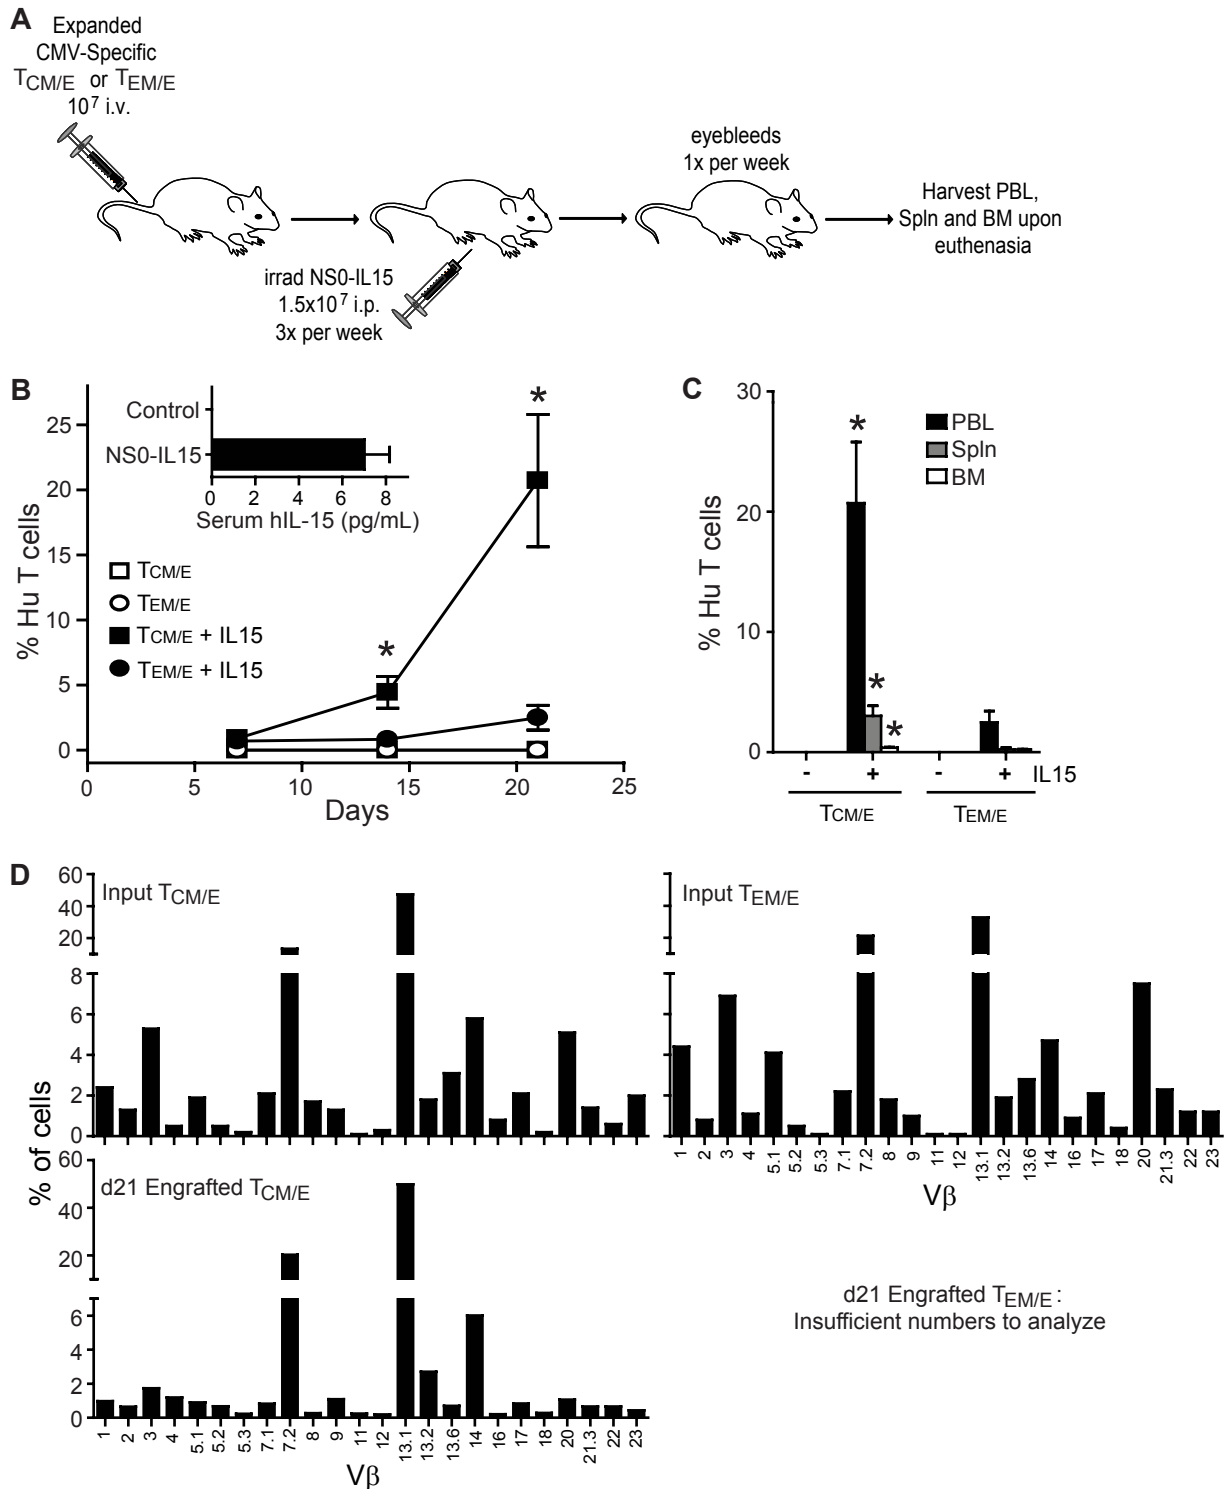 A
Expanded
CMV-Specific
TCM/E or TEM/E
10⁷ i.v.
irrad NS0-IL15
1.5x10⁷ i.p.
3x per week
eyebleeds
1x per week
Harvest PBL,
Spln and BM upon
euthenasia
B
% Hu T cells
25
20
15
10
5
0
0 5 10 15 20 25
Days
Control
NS0-IL15
0 2 4 6 8
Serum hIL-15 (pg/mL)
TCM/E
TEM/E
TCM/E + IL15
TEM/E + IL15
*
*
C
% Hu T cells
30
20
10
0
PBL
Spln
BM
*
*
*
- + - + IL15
TCM/E TEM/E
D
% of cells
Input TCM/E
60
40
20
8
6
4
2
0
Input TEM/E
1 2 3 4 5.1 5.2 5.3 7.1 7.2 8 9 11 12 13.1 13.2 13.6 14 16 17 18 20 21.3 22 23
Vβ
d21 Engrafted TCM/E
60
40
20
6
4
2
0
1 2 3 4 5.1 5.2 5.3 7.1 7.2 8 9 11 12 13.1 13.2 13.6 14 16 17 18 20 21.3 22 23
Vβ
d21 Engrafted TEM/E:
Insufficient numbers to analyze